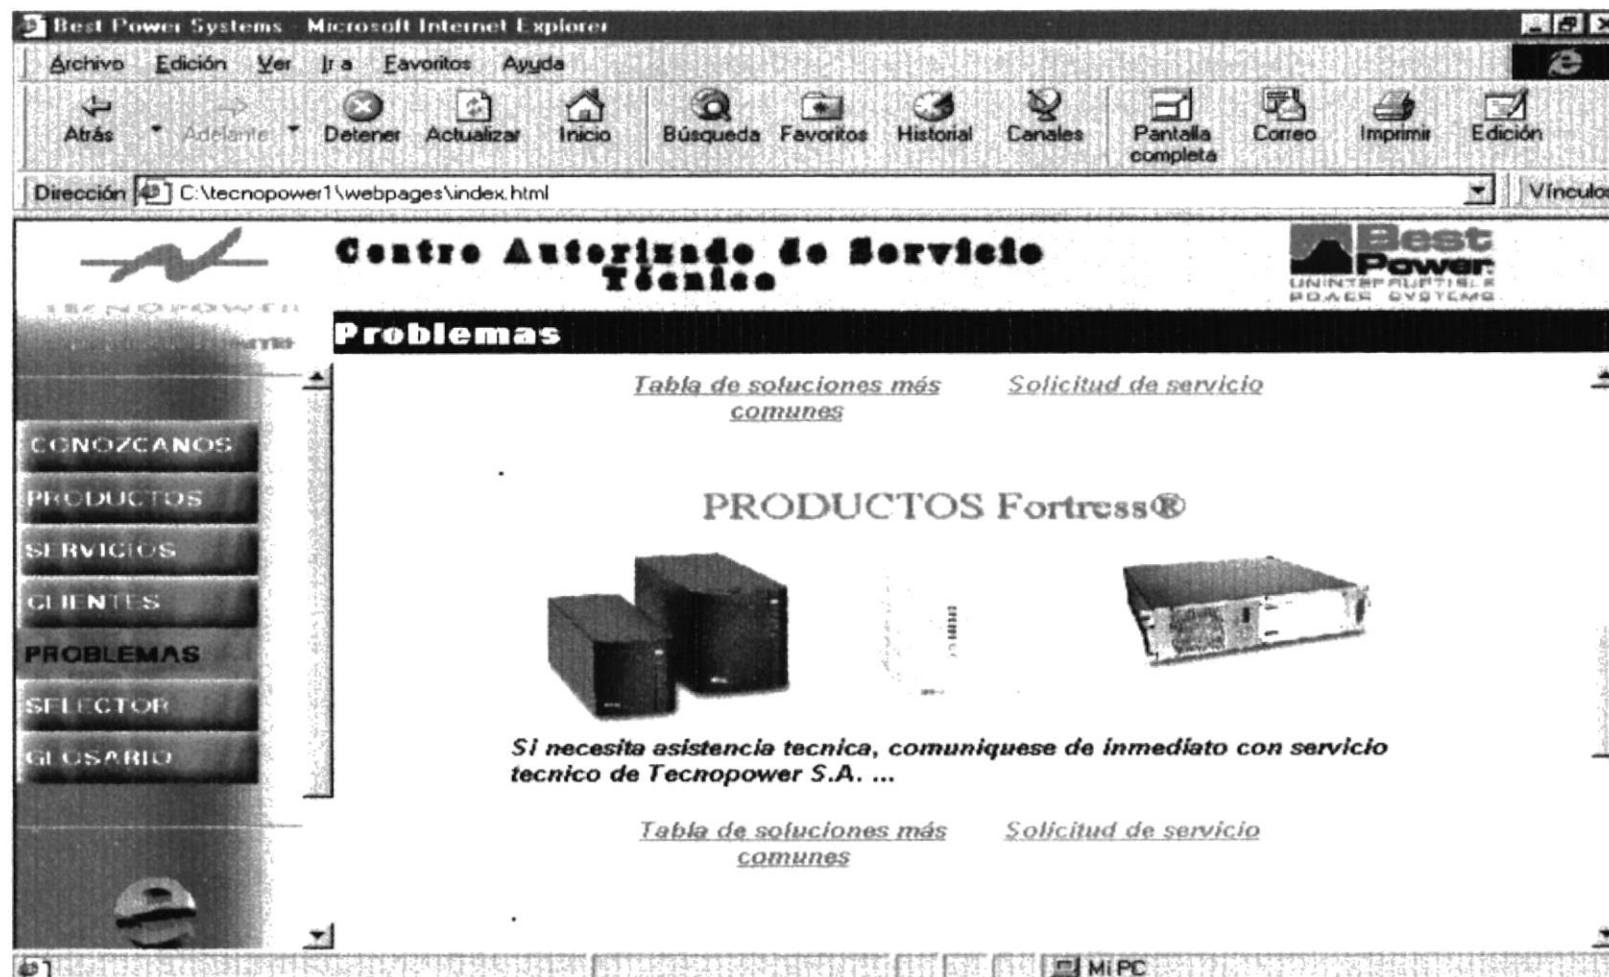 Best Power Systems - Microsoft Internet Explorer
Archivo Edición Ver Ir a Favoritos Ayuda
Atrás Adelante Detener Actualizar Inicio Búsqueda Favoritos Historial Canales Pantalla completa Correo Imprimir Edición
Dirección C:\tecnopower1\webpages\index.html Vínculos
Centro Autorizado de Servicio
Técnico
Best
Power
UNINTERRUPTIBLE
POWER SYSTEMS
TECNOPOWER
Problemas
Tabla de soluciones más
comunes
Solicitud de servicio
CONOZCANOS
PRODUCTOS
SERVICIOS
CLIENTES
PROBLEMAS
SELECTOR
GLOSARIO
PRODUCTOS Fortress®
Si necesita asistencia tecnica, comuniquese de inmediato con servicio
tecnico de Tecnopower S.A. ...
Tabla de soluciones más
comunes
Solicitud de servicio
Mi PC